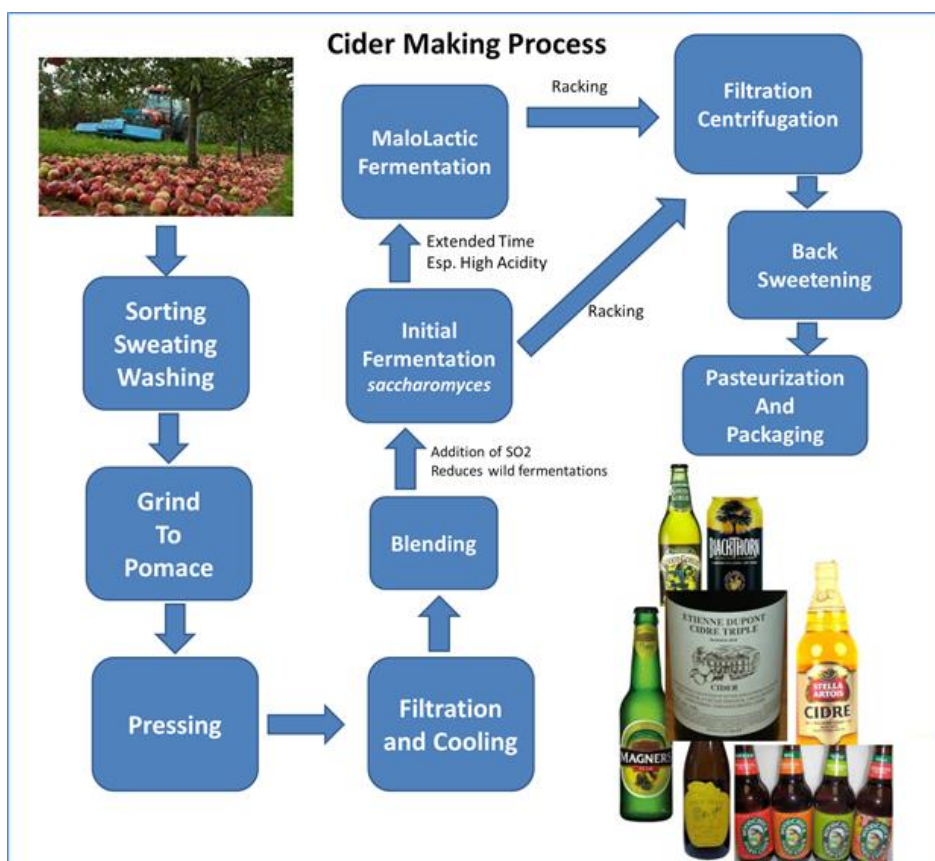 Cider Making Process
Sorting
Sweating
Washing
Grind
To
Pomace
Pressing
Filtration
and Cooling
Blending
Addition of SO2
Reduces wild fermentations
Initial
Fermentation
saccharomyces
Extended Time
Esp. High Acidity
MaloLactic
Fermentation
Racking
Racking
Filtration
Centrifugation
Back
Sweetening
Pasteurization
And
Packaging
BLACKTHORN
ETIENNE DUPONT
CIDRE TRIPLE
CIDER
STELLA
ARTOIS
CIDRE
MAGNERS